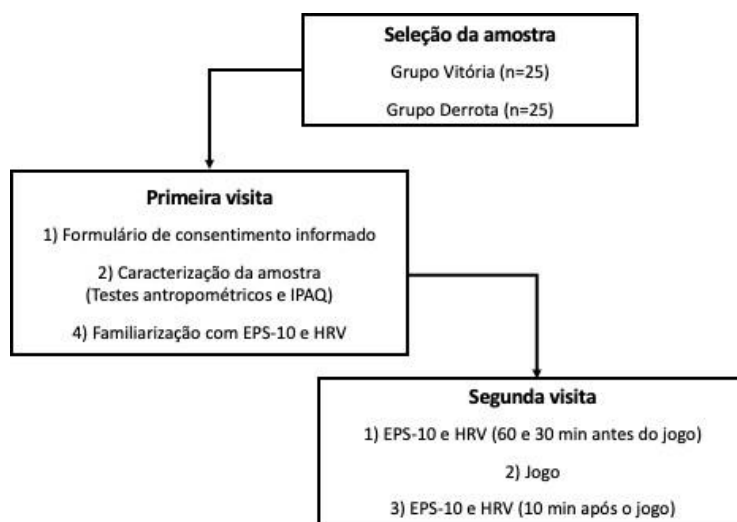 Seleção da amostra
Grupo Vitória (n=25)
Grupo Derrota (n=25)
Primeira visita
1) Formulário de consentimento informado
2) Caracterização da amostra
(Testes antropométricos e IPAQ)
4) Familiarização com EPS-10 e HRV
Segunda visita
1) EPS-10 e HRV (60 e 30 min antes do jogo)
2) Jogo
3) EPS-10 e HRV (10 min após o jogo)